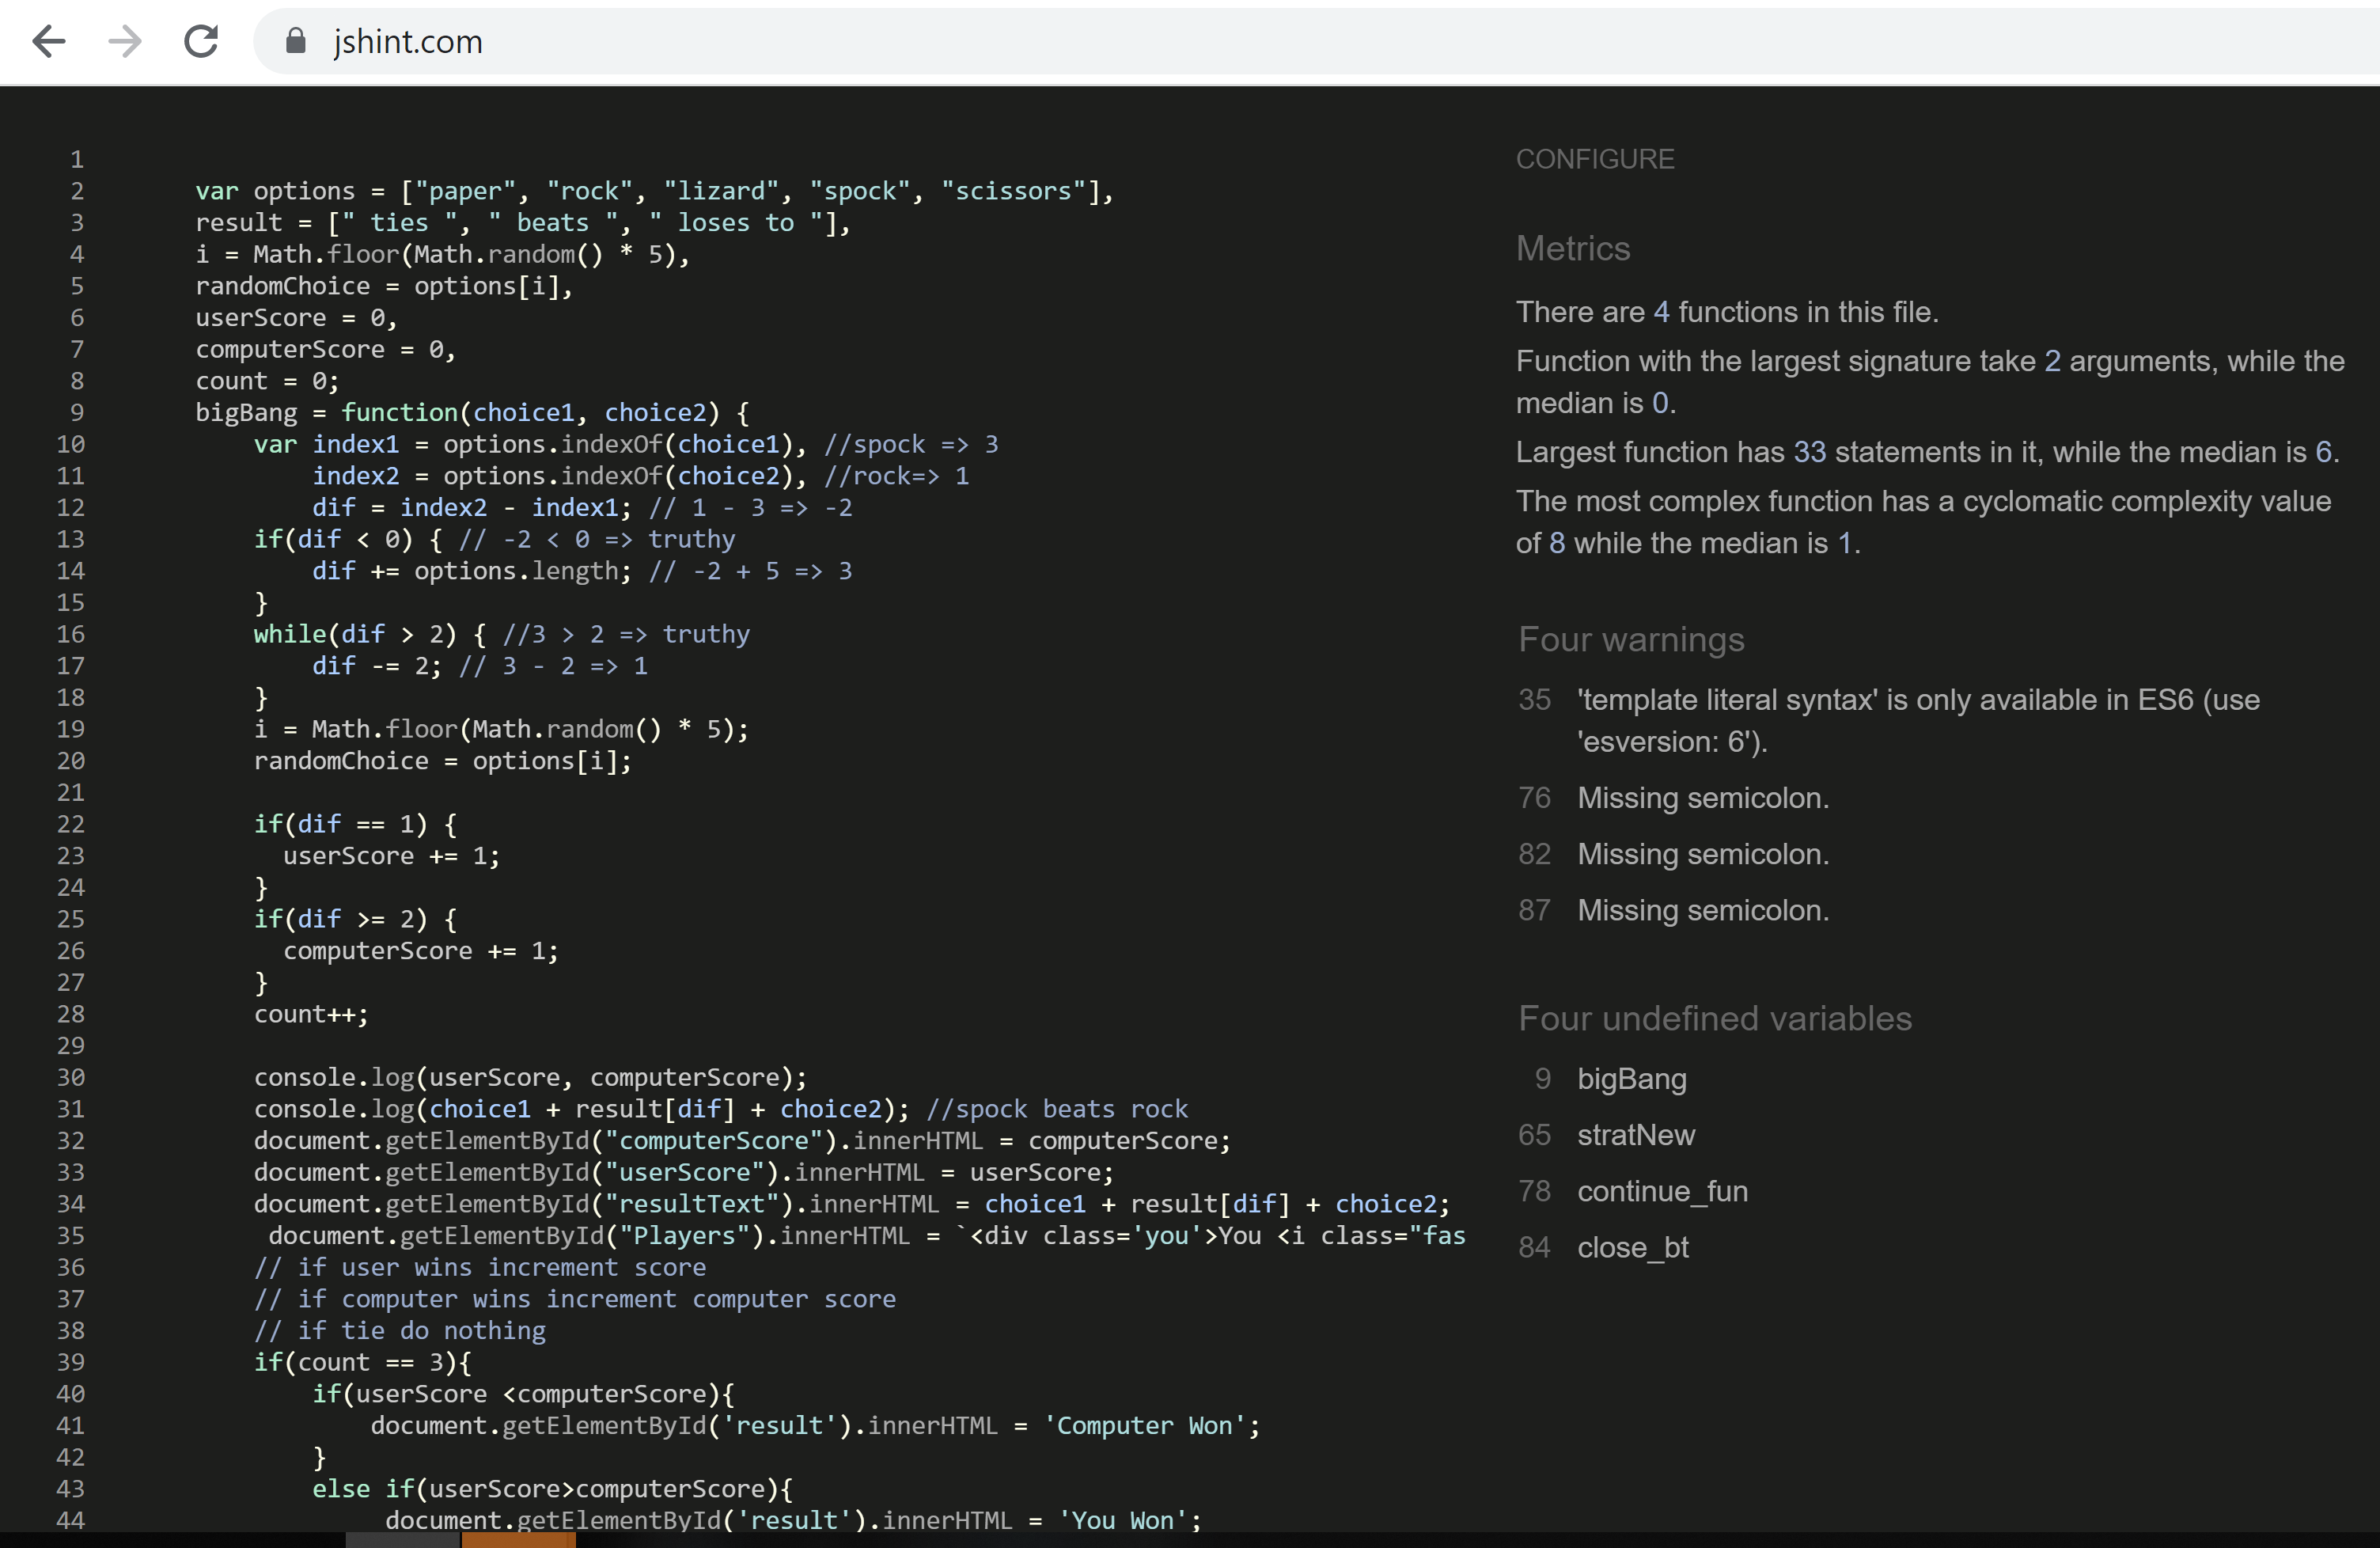 jshint.com
1
2 var options = ["paper", "rock", "lizard", "spock", "scissors"],
3 result = [" ties ", " beats ", " loses to "],
4 i = Math.floor(Math.random() * 5),
5 randomChoice = options[i],
6 userScore = 0,
7 computerScore = 0,
8 count = 0;
9 bigBang = function(choice1, choice2) {
10 var index1 = options.indexOf(choice1), //spock => 3
11 index2 = options.indexOf(choice2), //rock=> 1
12 dif = index2 - index1; // 1 - 3 => -2
13 if(dif < 0) { // -2 < 0 => truthy
14 dif += options.length; // -2 + 5 => 3
15 }
16 while(dif > 2) { //3 > 2 => truthy
17 dif -= 2; // 3 - 2 => 1
18 }
19 i = Math.floor(Math.random() * 5);
20 randomChoice = options[i];
21
22 if(dif == 1) {
23 userScore += 1;
24 }
25 if(dif >= 2) {
26 computerScore += 1;
27 }
28 count++;
29
30 console.log(userScore, computerScore);
31 console.log(choice1 + result[dif] + choice2); //spock beats rock
32 document.getElementById("computerScore").innerHTML = computerScore;
33 document.getElementById("userScore").innerHTML = userScore;
34 document.getElementById("resultText").innerHTML = choice1 + result[dif] + choice2;
35 document.getElementById("Players").innerHTML = `<div class='you'>You <i class="fas
36 // if user wins increment score
37 // if computer wins increment computer score
38 // if tie do nothing
39 if(count == 3){
40 if(userScore <computerScore){
41 document.getElementById('result').innerHTML = 'Computer Won';
42 }
43 else if(userScore>computerScore){
44 document.getElementById('result').innerHTML = 'You Won';
CONFIGURE
Metrics
There are 4 functions in this file.
Function with the largest signature take 2 arguments, while the
median is 0.
Largest function has 33 statements in it, while the median is 6.
The most complex function has a cyclomatic complexity value
of 8 while the median is 1.
Four warnings
35 'template literal syntax' is only available in ES6 (use
'esversion: 6').
76 Missing semicolon.
82 Missing semicolon.
87 Missing semicolon.
Four undefined variables
9 bigBang
65 stratNew
78 continue_fun
84 close_bt